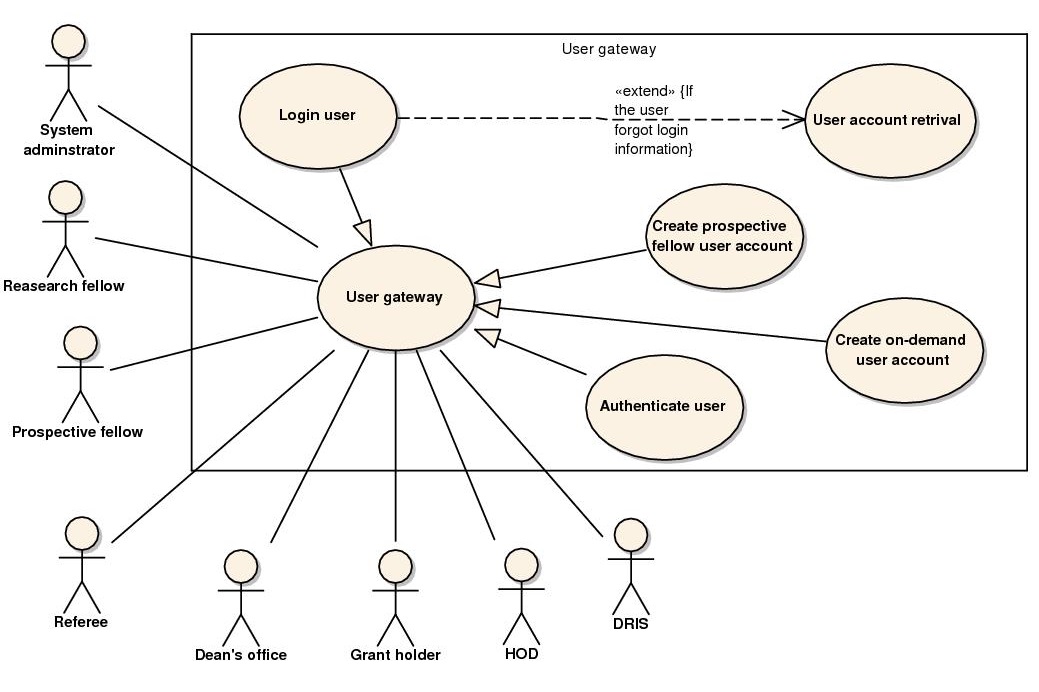 User gateway
System
adminstrator
Login user
«extend» {If
the user
forgot login
information}
User account retrival
Reasearch fellow
Create prospective
fellow user account
User gateway
Create on-demand
user account
Prospective fellow
Authenticate user
Referee
Dean's office
Grant holder
HOD
DRIS